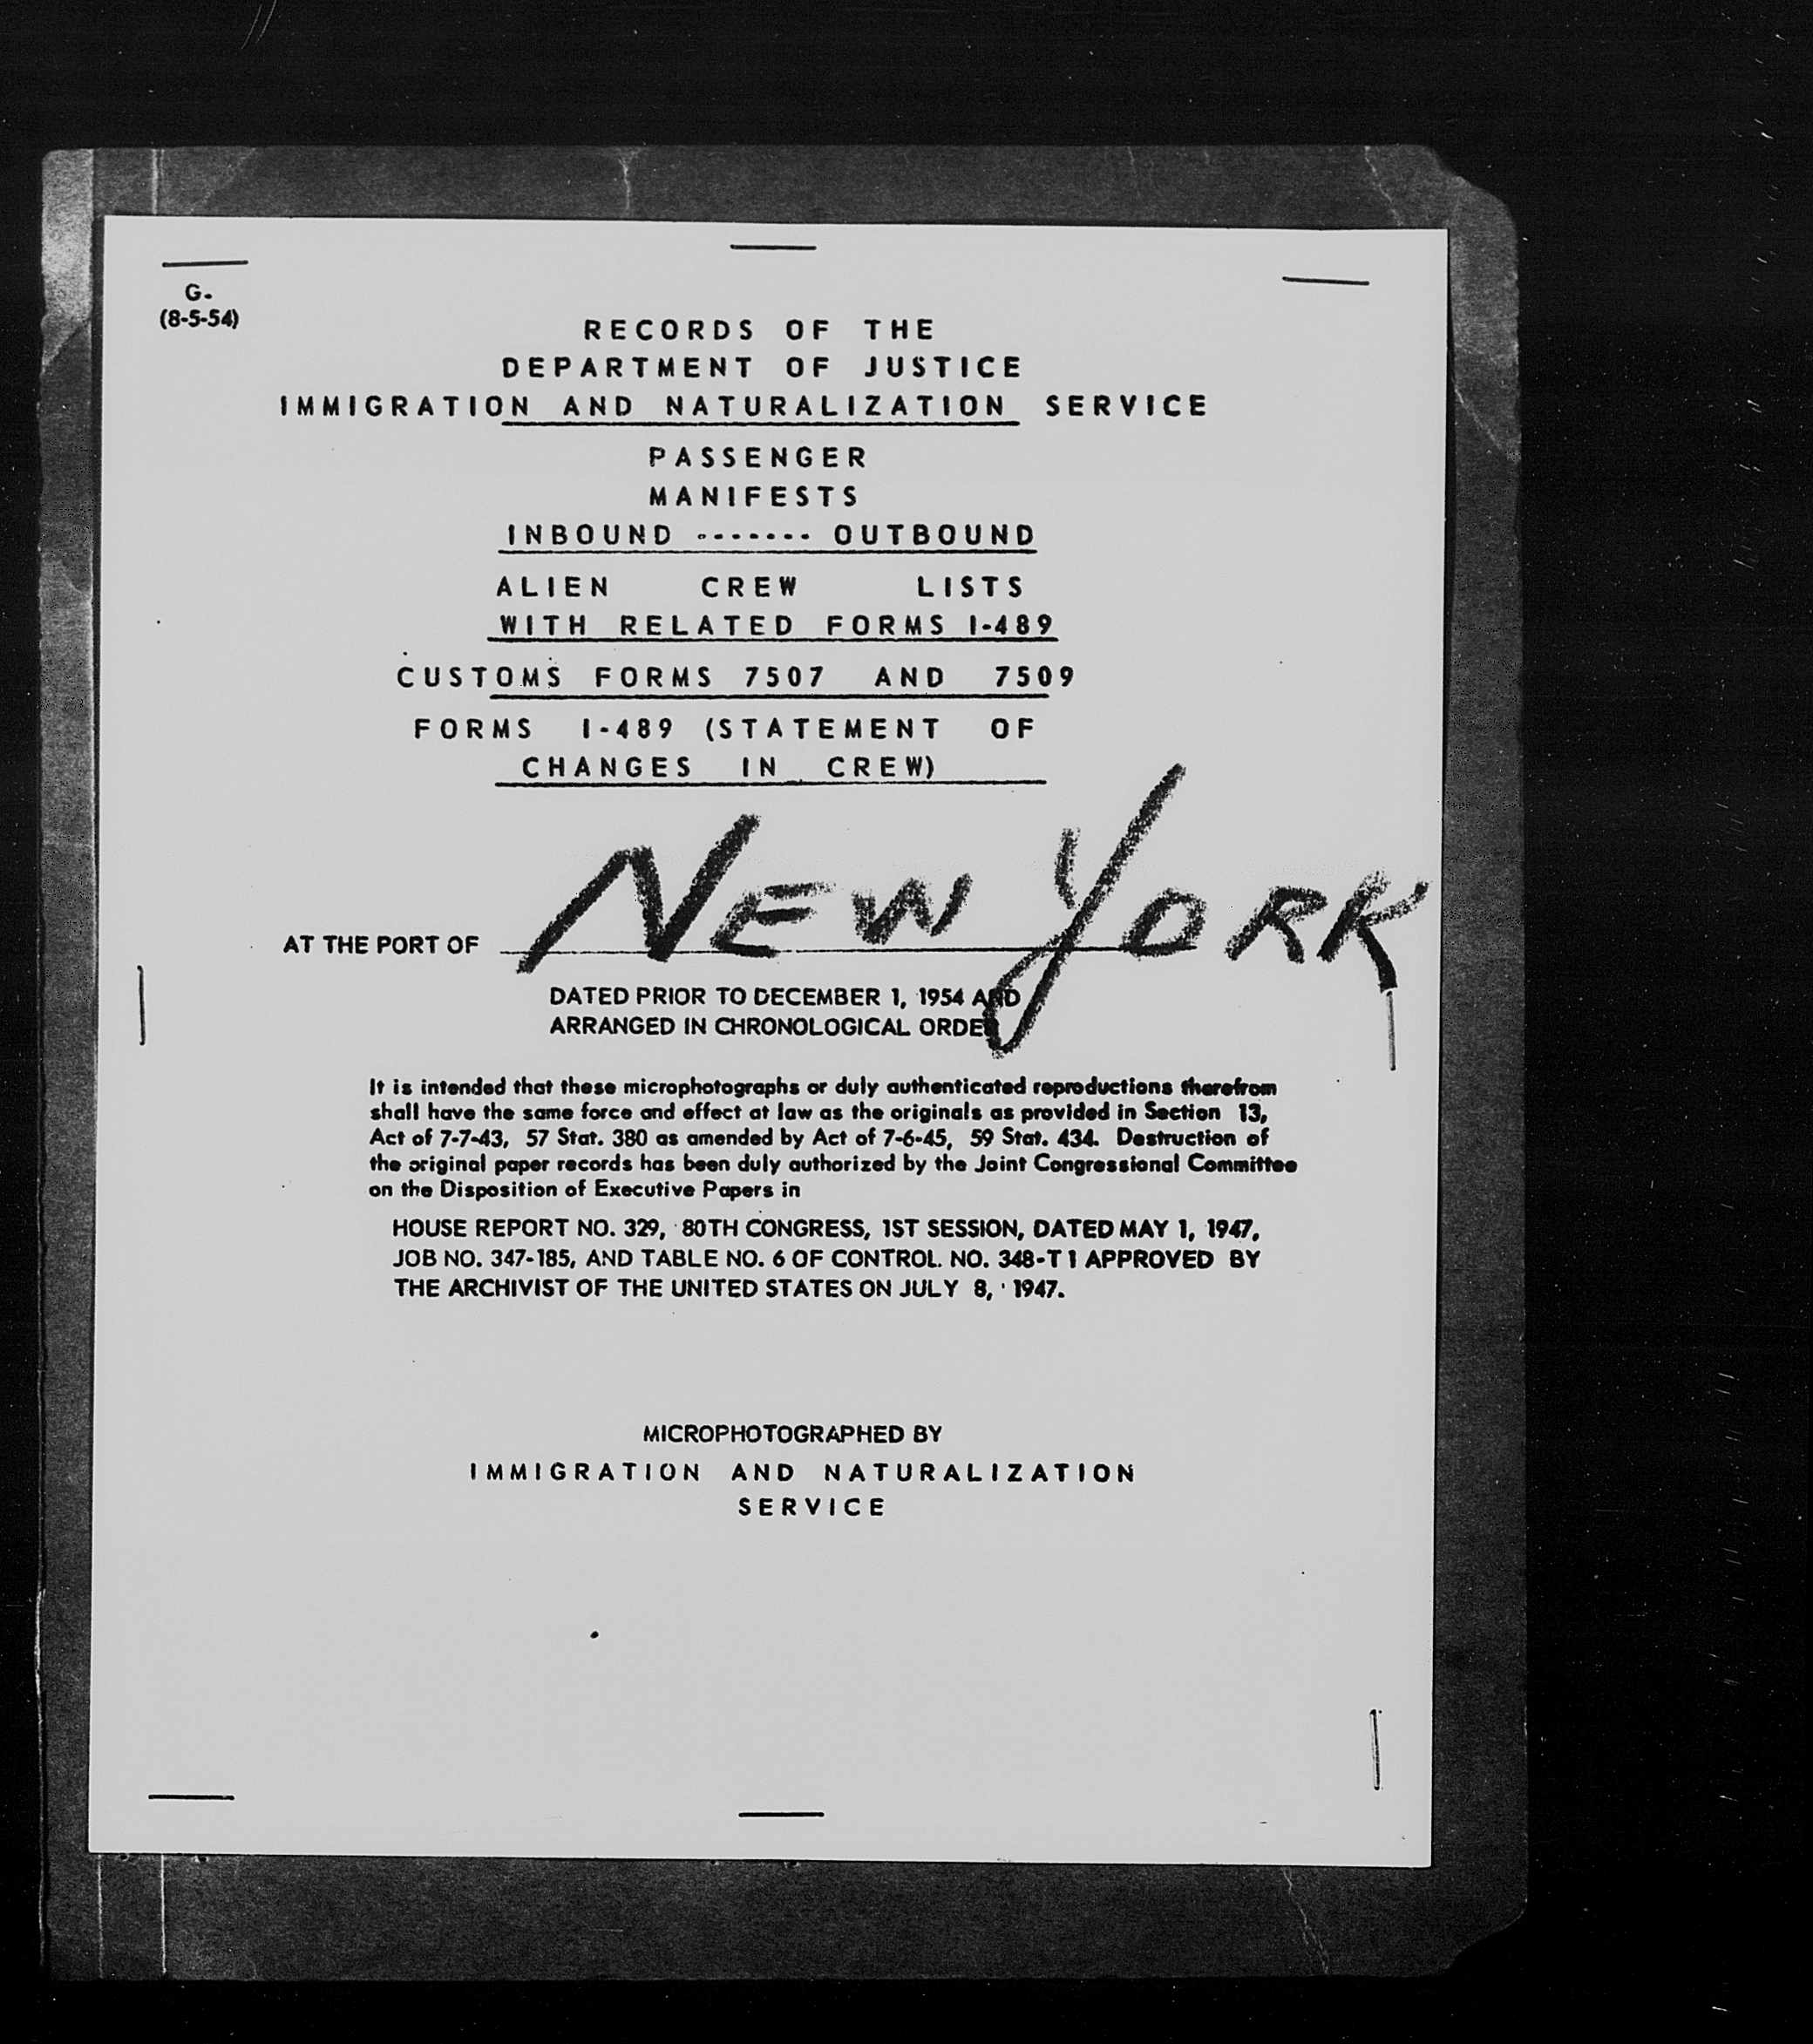 G-
(8-5-54)
RECORDS OF THE
DEPARTMENT OF JUSTICE
IMMIGRATION AND NATURALIZATION SERVICE
PASSENGER
MANIFESTS
INBOUND ------- OUTBOUND
ALIEN CREW LISTS
WITH RELATED FORMS I-489
CUSTOMS FORMS 7507 AND 7509
FORMS I-489 (STATEMENT OF
CHANGES IN CREW)
AT THE PORT OF NEW YORK
DATED PRIOR TO DECEMBER 1, 1954 AND
ARRANGED IN CHRONOLOGICAL ORDER
It is intended that these microphotographs or duly authenticated reproductions therefrom
shall have the same force and effect at law as the originals as provided in Section 13,
Act of 7-7-43, 57 Stat. 380 as amended by Act of 7-6-45, 59 Stat. 434. Destruction of
the original paper records has been duly authorized by the Joint Congressional Committee
on the Disposition of Executive Papers in
HOUSE REPORT NO. 329, 80TH CONGRESS, 1ST SESSION, DATED MAY 1, 1947,
JOB NO. 347-185, AND TABLE NO. 6 OF CONTROL. NO. 348-T1 APPROVED BY
THE ARCHIVIST OF THE UNITED STATES ON JULY 8, 1947.
MICROPHOTOGRAPHED BY
IMMIGRATION AND NATURALIZATION
SERVICE